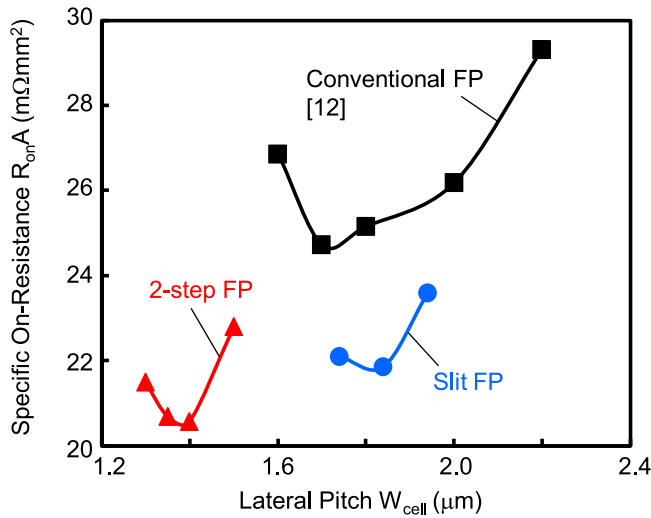 Specific On-Resistance RonA (mΩmm²)
30
28
26
24
22
20
Conventional FP
[12]
2-step FP
Slit FP
1.2
1.6
2.0
2.4
Lateral Pitch Wcell (μm)